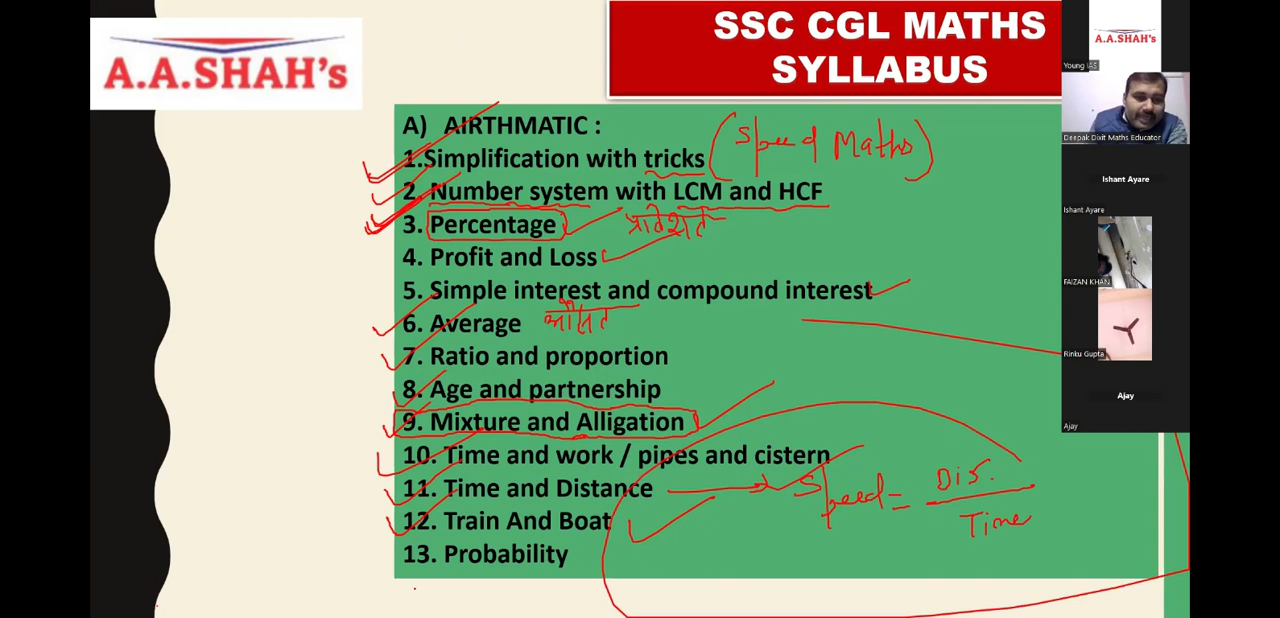 A.A.SHAH's
SSC CGL MATHS
SYLLABUS
A) AIRTHMATIC :
1.Simplification with tricks (Speed Maths)
2. Number system with LCM and HCF
3. Percentage प्रतिशत
4. Profit and Loss
5. Simple interest and compound interest
6. Average औसत
7. Ratio and proportion
8. Age and partnership
9. Mixture and Alligation
10. Time and work / pipes and cistern
11. Time and Distance Speed = Dis. / Time
12. Train And Boat
13. Probability
A.A.SHAH's
Young IAS
Deepak Dixit Maths Educator
Ishant Ayare
Ishant Ayare
FAIZAN KHAN
Rinku Gupta
Ajay
Ajay